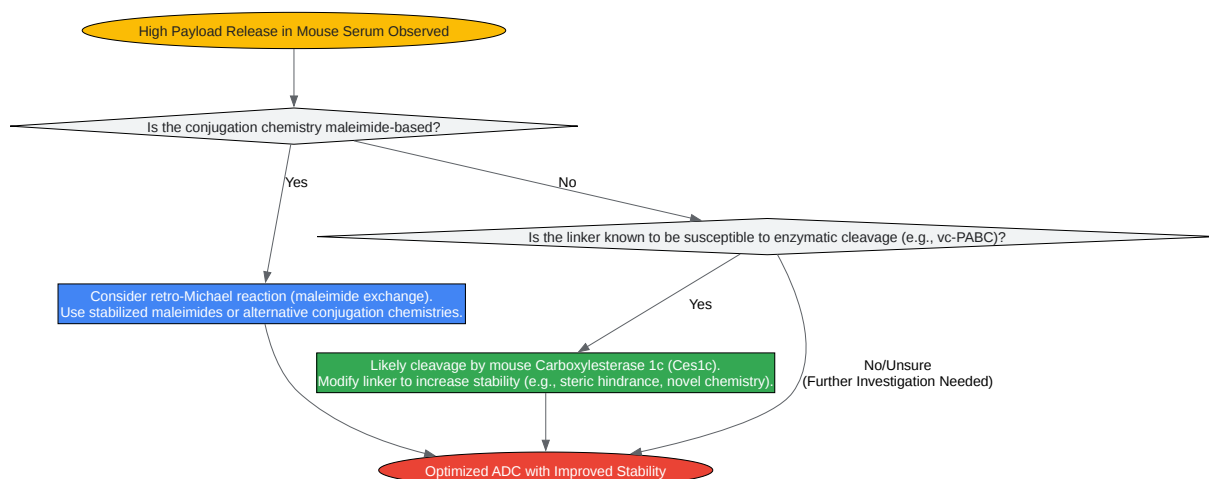 High Payload Release in Mouse Serum Observed
Is the conjugation chemistry maleimide-based?
Yes
No
Is the linker known to be susceptible to enzymatic cleavage (e.g., vc-PABC)?
Consider retro-Michael reaction (maleimide exchange).
Use stabilized maleimides or alternative conjugation chemistries.
Yes
Likely cleavage by mouse Carboxylesterase 1c (Ces1c).
Modify linker to increase stability (e.g., steric hindrance, novel chemistry).
No/Unsure
(Further Investigation Needed)
Optimized ADC with Improved Stability